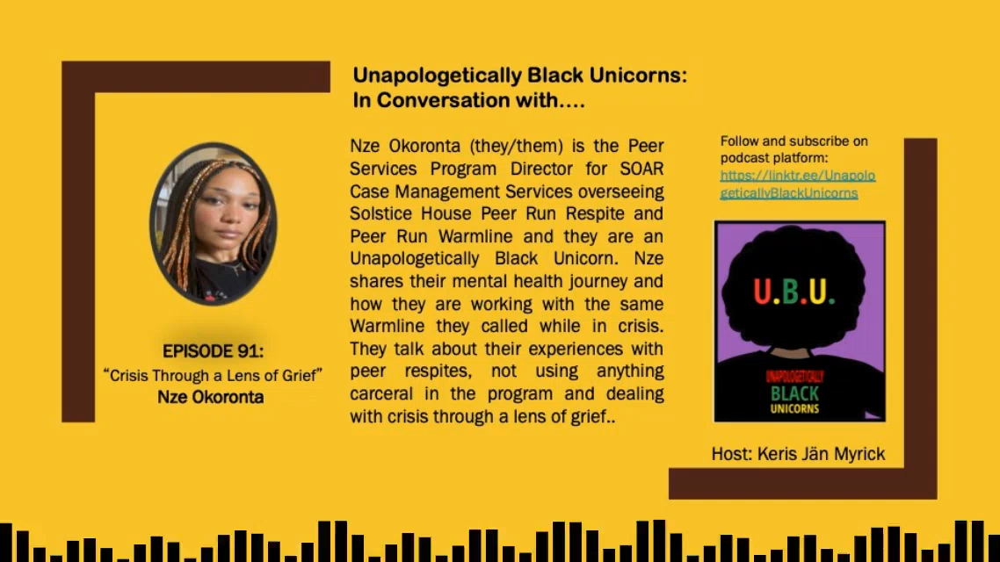 Unapologetically Black Unicorns:
In Conversation with....
EPISODE 91:
“Crisis Through a Lens of Grief”
Nze Okoronta
Nze Okoronta (they/them) is the Peer
Services Program Director for SOAR
Case Management Services overseeing
Solstice House Peer Run Respite and
Peer Run Warmline and they are an
Unapologetically Black Unicorn. Nze
shares their mental health journey and
how they are working with the same
Warmline they called while in crisis.
They talk about their experiences with
peer respites, not using anything
carceral in the program and dealing
with crisis through a lens of grief..
Follow and subscribe on
podcast platform:
https://linktr.ee/Unapolo
geticallyBlackUnicorns
U.B.U.
UNAPOLOGETICALLY
BLACK
UNICORNS
Host: Keris Jän Myrick